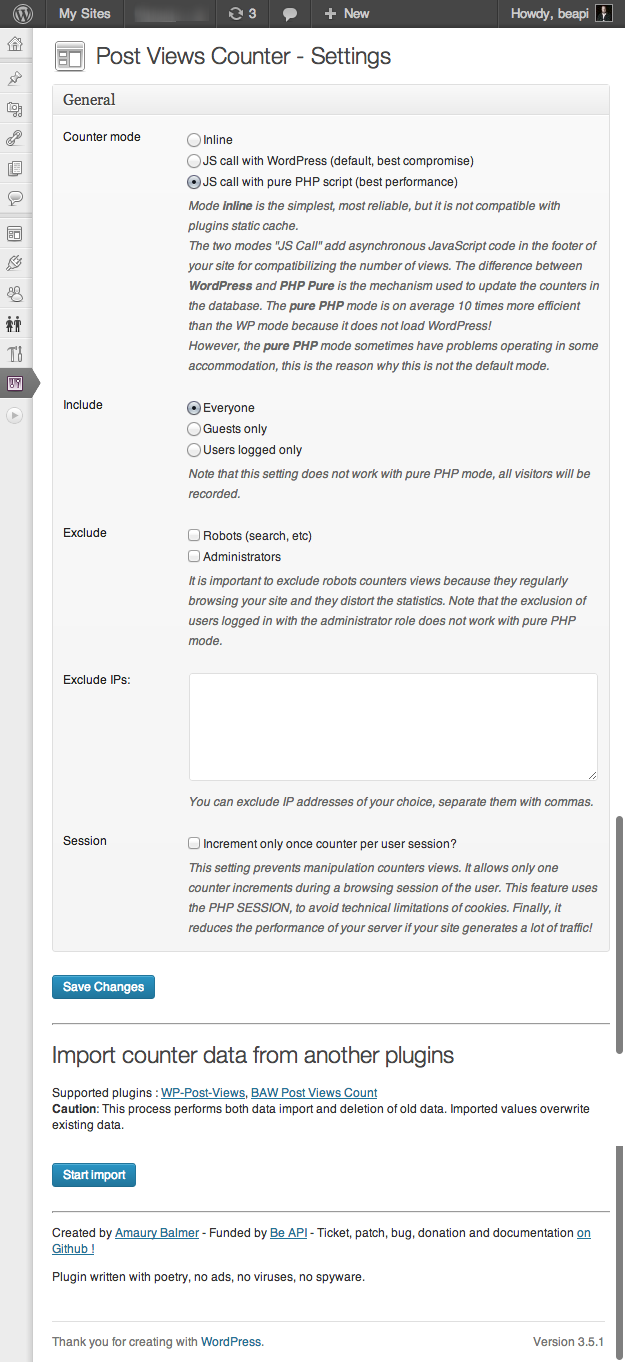 My Sites 3 New Howdy, beapi
Post Views Counter - Settings
General
Counter mode
Inline
JS call with WordPress (default, best compromise)
JS call with pure PHP script (best performance)
Mode inline is the simplest, most reliable, but it is not compatible with
plugins static cache.
The two modes "JS Call" add asynchronous JavaScript code in the footer of
your site for compatibilizing the number of views. The difference between
WordPress and PHP Pure is the mechanism used to update the counters in
the database. The pure PHP mode is on average 10 times more efficient
than the WP mode because it does not load WordPress!
However, the pure PHP mode sometimes have problems operating in some
accommodation, this is the reason why this is not the default mode.
Include
Everyone
Guests only
Users logged only
Note that this setting does not work with pure PHP mode, all visitors will be
recorded.
Exclude
Robots (search, etc)
Administrators
It is important to exclude robots counters views because they regularly
browsing your site and they distort the statistics. Note that the exclusion of
users logged in with the administrator role does not work with pure PHP
mode.
Exclude IPs:
You can exclude IP addresses of your choice, separate them with commas.
Session
Increment only once counter per user session?
This setting prevents manipulation counters views. It allows only one
counter increments during a browsing session of the user. This feature uses
the PHP SESSION, to avoid technical limitations of cookies. Finally, it
reduces the performance of your server if your site generates a lot of traffic!
Save Changes
Import counter data from another plugins
Supported plugins : WP-Post-Views, BAW Post Views Count
Caution: This process performs both data import and deletion of old data. Imported values overwrite
existing data.
Start import
Created by Amaury Balmer - Funded by Be API - Ticket, patch, bug, donation and documentation on
Github !
Plugin written with poetry, no ads, no viruses, no spyware.
Thank you for creating with WordPress. Version 3.5.1